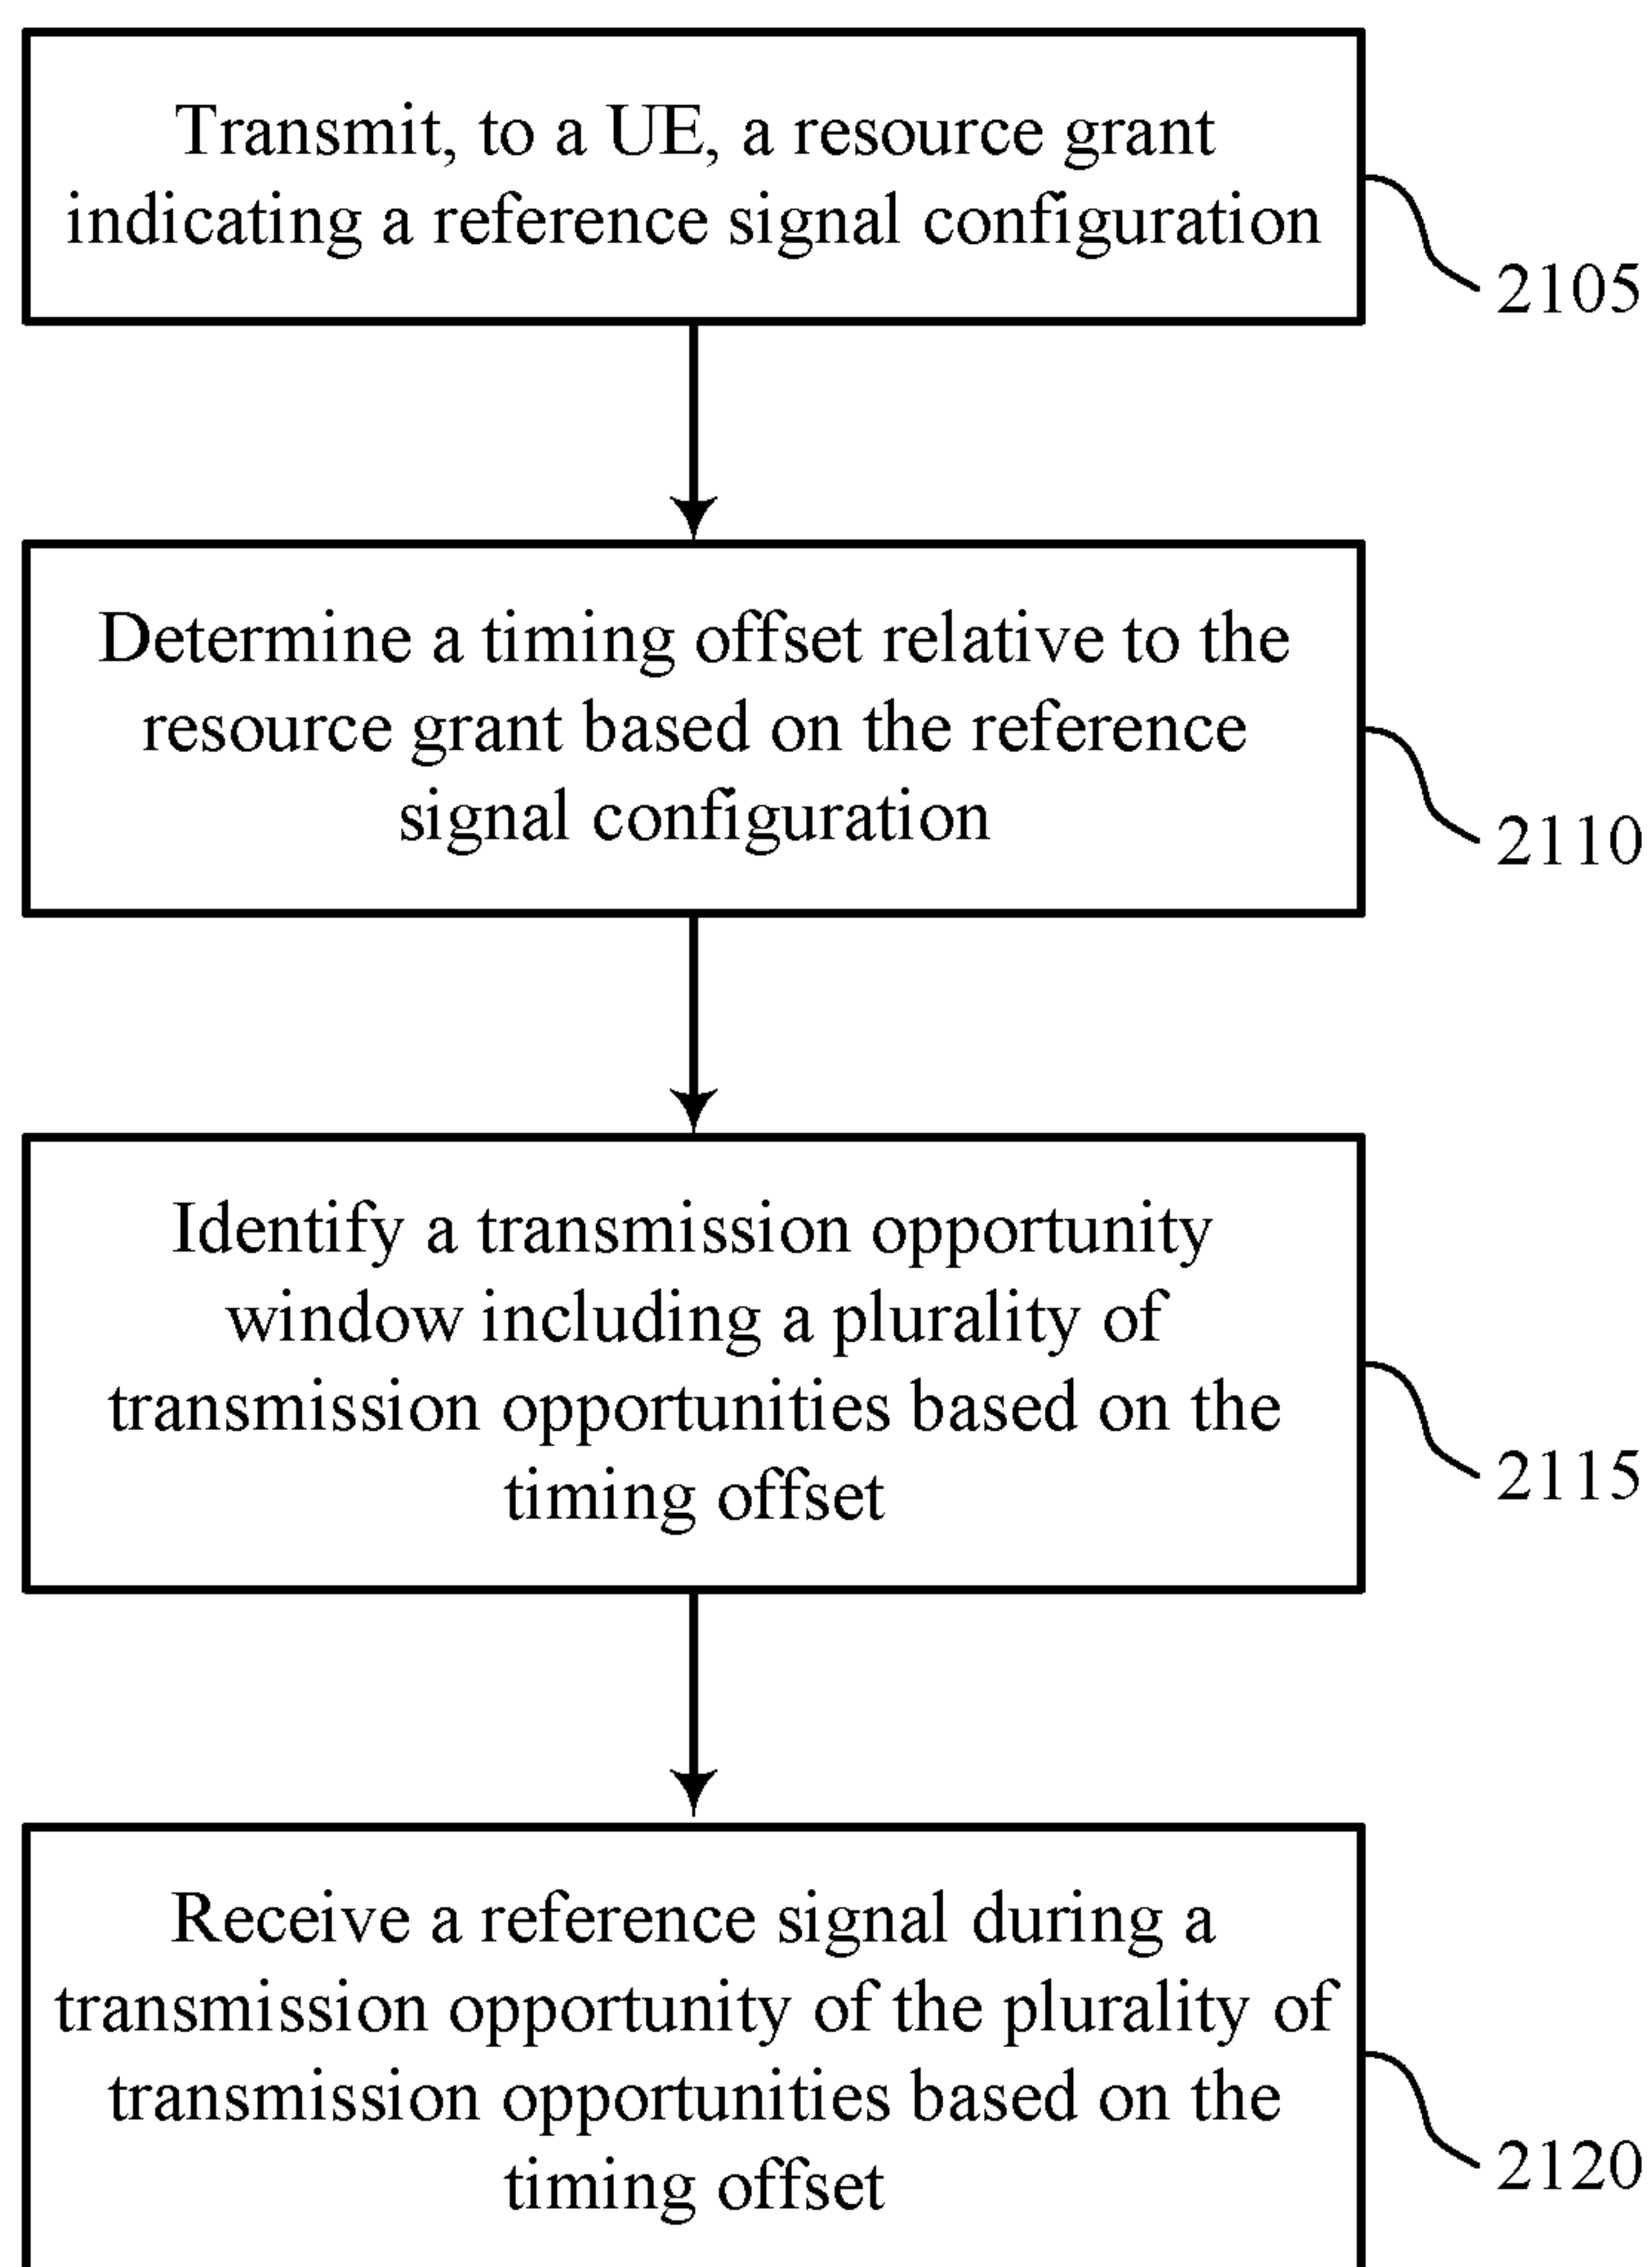 Transmit, to a UE, a resource grant
indicating a reference signal configuration
2105
Determine a timing offset relative to the
resource grant based on the reference
signal configuration
2110
Identify a transmission opportunity
window including a plurality of
transmission opportunities based on the
timing offset
2115
Receive a reference signal during a
transmission opportunity of the plurality of
transmission opportunities based on the
timing offset
2120